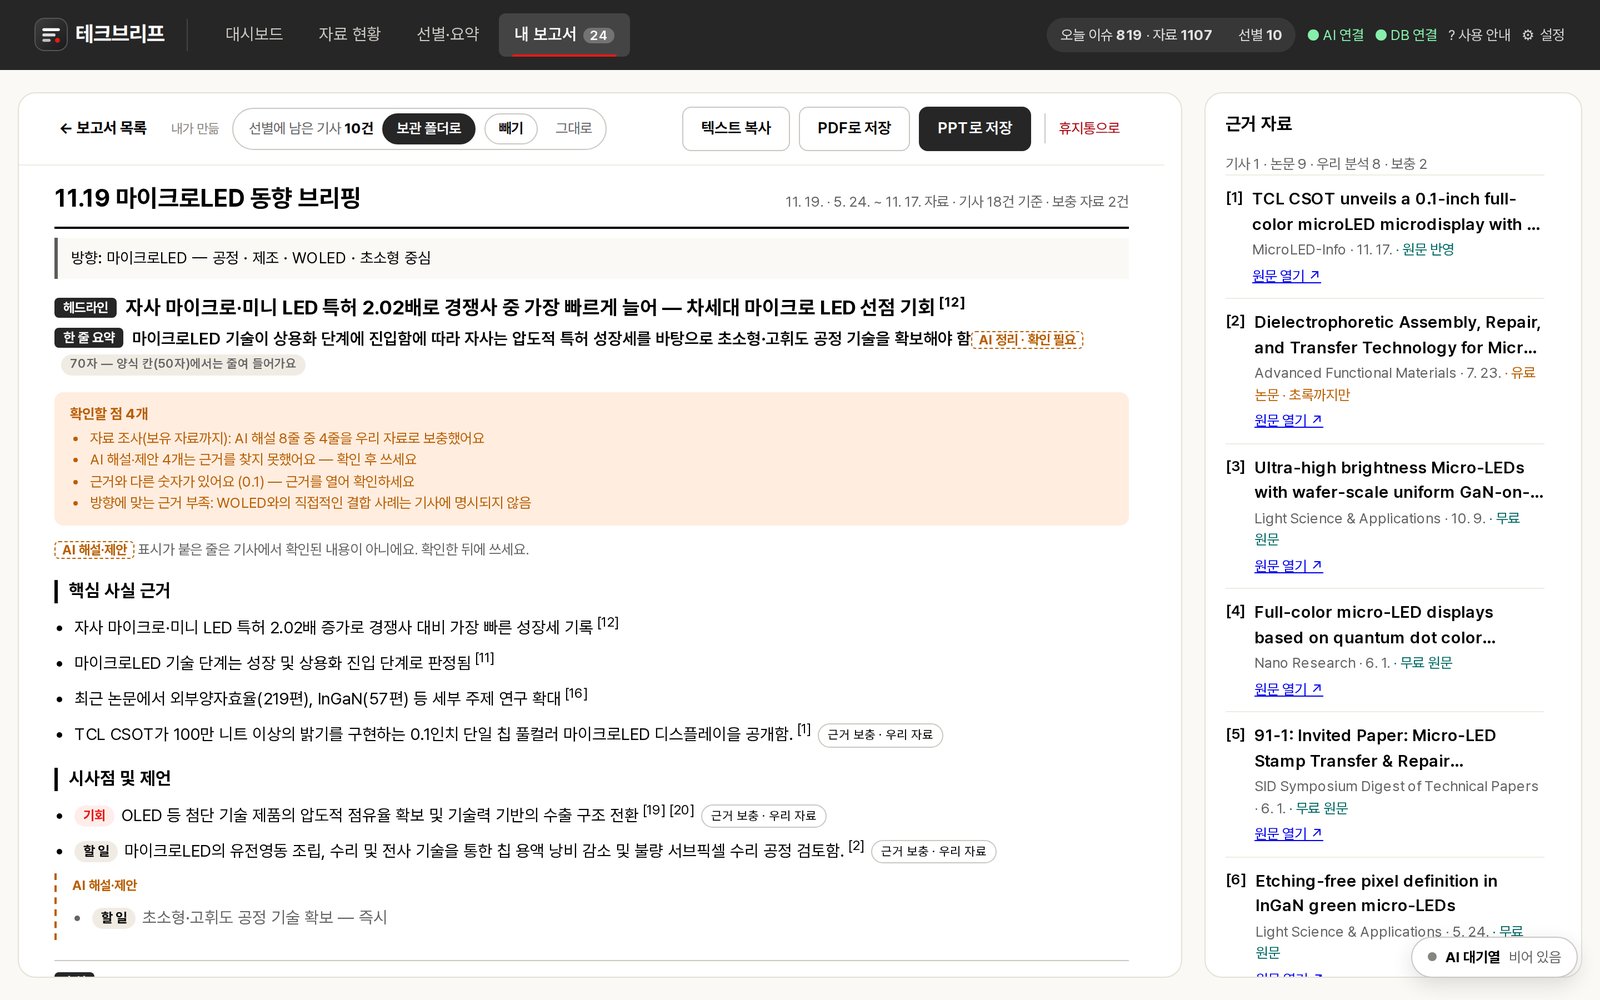 테크브리프
대시보드
자료 현황
선별·요약
내 보고서 24
오늘 이슈 819 · 자료 1107 선별 10
AI 연결
DB 연결
? 사용 안내
⚙ 설정
← 보고서 목록
내가 만듦
선별에 남은 기사 10건
보관 폴더로
빼기
그대로
텍스트 복사
PDF로 저장
PPT로 저장
휴지통으로
11.19 마이크로LED 동향 브리핑
11. 19. · 5. 24. ~ 11. 17. 자료 · 기사 18건 기준 · 보충 자료 2건
방향: 마이크로LED — 공정 · 제조 · WOLED · 초소형 중심
헤드라인 자사 마이크로·미니 LED 특허 2.02배로 경쟁사 중 가장 빠르게 늘어 — 차세대 마이크로 LED 선점 기회 [12]
한 줄 요약 마이크로LED 기술이 상용화 단계에 진입함에 따라 자사는 압도적 특허 성장세를 바탕으로 초소형·고휘도 공정 기술을 확보해야 함 AI 정리 · 확인 필요
70자 — 양식 칸(50자)에서는 줄여 들어가요
확인할 점 4개
• 자료 조사(보유 자료까지): AI 해설 8줄 중 4줄을 우리 자료로 보충했어요
• AI 해설·제안 4개는 근거를 찾지 못했어요 — 확인 후 쓰세요
• 근거와 다른 숫자가 있어요 (0.1) — 근거를 열어 확인하세요
• 방향에 맞는 근거 부족: WOLED와의 직접적인 결합 사례는 기사에 명시되지 않음
AI 해설·제안 표시가 붙은 줄은 기사에서 확인된 내용이 아니에요. 확인한 뒤에 쓰세요.
핵심 사실 근거
• 자사 마이크로·미니 LED 특허 2.02배 증가로 경쟁사 대비 가장 빠른 성장세 기록 [12]
• 마이크로LED 기술 단계는 성장 및 상용화 진입 단계로 판정됨 [11]
• 최근 논문에서 외부양자효율(219편), InGaN(57편) 등 세부 주제 연구 확대 [16]
• TCL CSOT가 100만 니트 이상의 밝기를 구현하는 0.1인치 단일 칩 풀컬러 마이크로LED 디스플레이을 공개함. [1] 근거 보충 · 우리 자료
시사점 및 제언
• 기회 OLED 등 첨단 기술 제품의 압도적 점유율 확보 및 기술력 기반의 수출 구조 전환 [19] [20] 근거 보충 · 우리 자료
• 할 일 마이크로LED의 유전영동 조립, 수리 및 전사 기술을 통한 칩 용액 낭비 감소 및 불량 서브픽셀 수리 공정 검토함. [2] 근거 보충 · 우리 자료
AI 해설·제안
• 할 일 초소형·고휘도 공정 기술 확보 — 즉시
근거 자료
기사 1 · 논문 9 · 우리 분석 8 · 보충 2
[1] TCL CSOT unveils a 0.1-inch full-
color microLED microdisplay with ...
MicroLED-Info · 11. 17. · 원문 반영
원문 열기 ↗
[2] Dielectrophoretic Assembly, Repair,
and Transfer Technology for Micr...
Advanced Functional Materials · 7. 23. · 유료
논문 · 초록까지만
원문 열기 ↗
[3] Ultra-high brightness Micro-LEDs
with wafer-scale uniform GaN-on-...
Light Science & Applications · 10. 9. · 무료
원문
원문 열기 ↗
[4] Full-color micro-LED displays
based on quantum dot color...
Nano Research · 6. 1. · 무료 원문
원문 열기 ↗
[5] 91-1: Invited Paper: Micro-LED
Stamp Transfer & Repair...
SID Symposium Digest of Technical Papers
· 6. 1. · 무료 원문
원문 열기 ↗
[6] Etching-free pixel definition in
InGaN green micro-LEDs
Light Science & Applications · 5. 24. · 무료
원문
원문 열기 ↗
AI 대기열 비어 있음